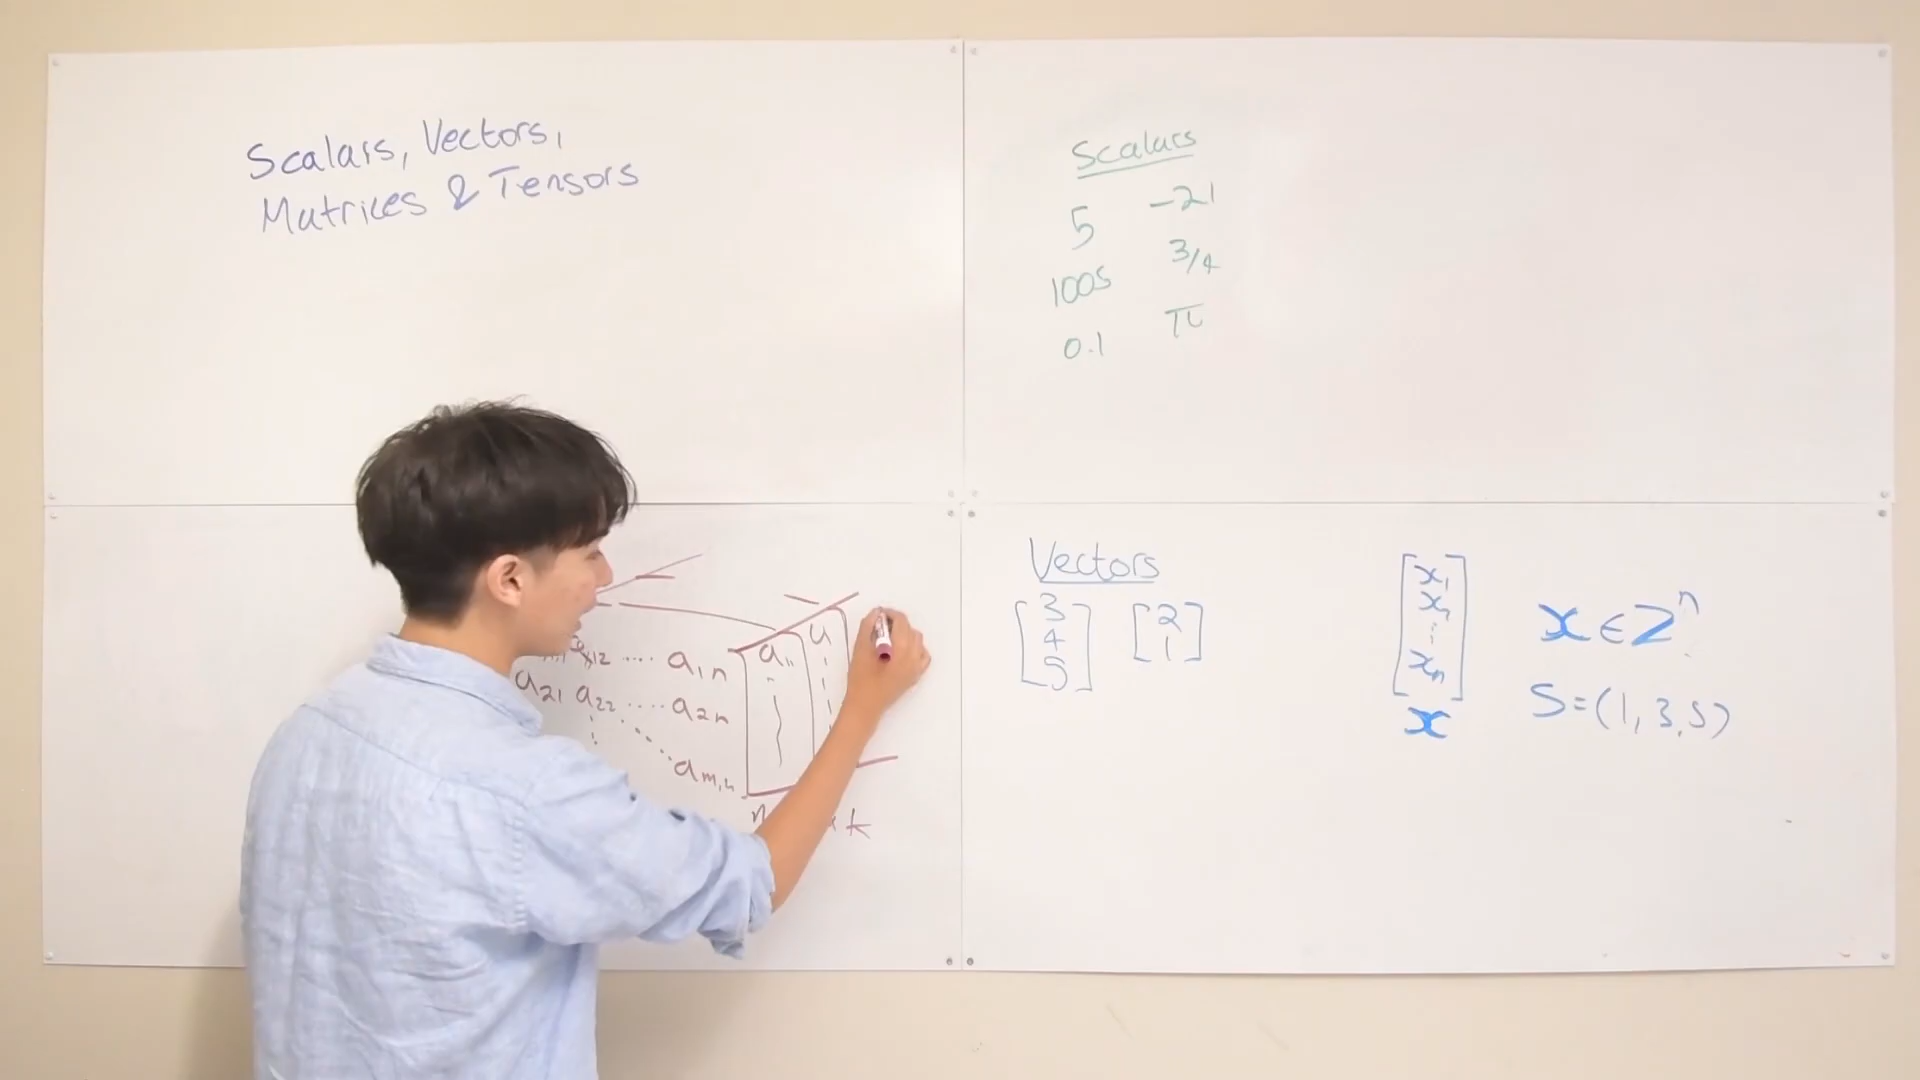 Scalars, Vectors,
Matrices & Tensors
Scalars
5 -21
1005 3/4
0.1 π
a12 .... a1n
a21 a22 .... a2n
am,n
a11
a
k
Vectors
[3 4 5] [2 1]
[x1 xn ⋮ xn]
x
x ∈ Zⁿ
S=(1,3,5)